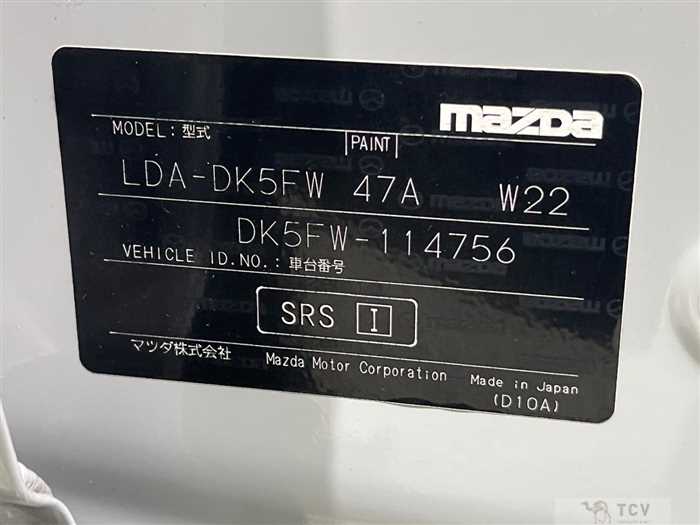 mazda
MODEL: 型式
PAINT
LDA-DK5FW 47A W22
DK5FW-114756
VEHICLE ID.NO.: 車台番号
SRS I
マツダ株式会社 Mazda Motor Corporation Made in Japan
(D10A)
TCV